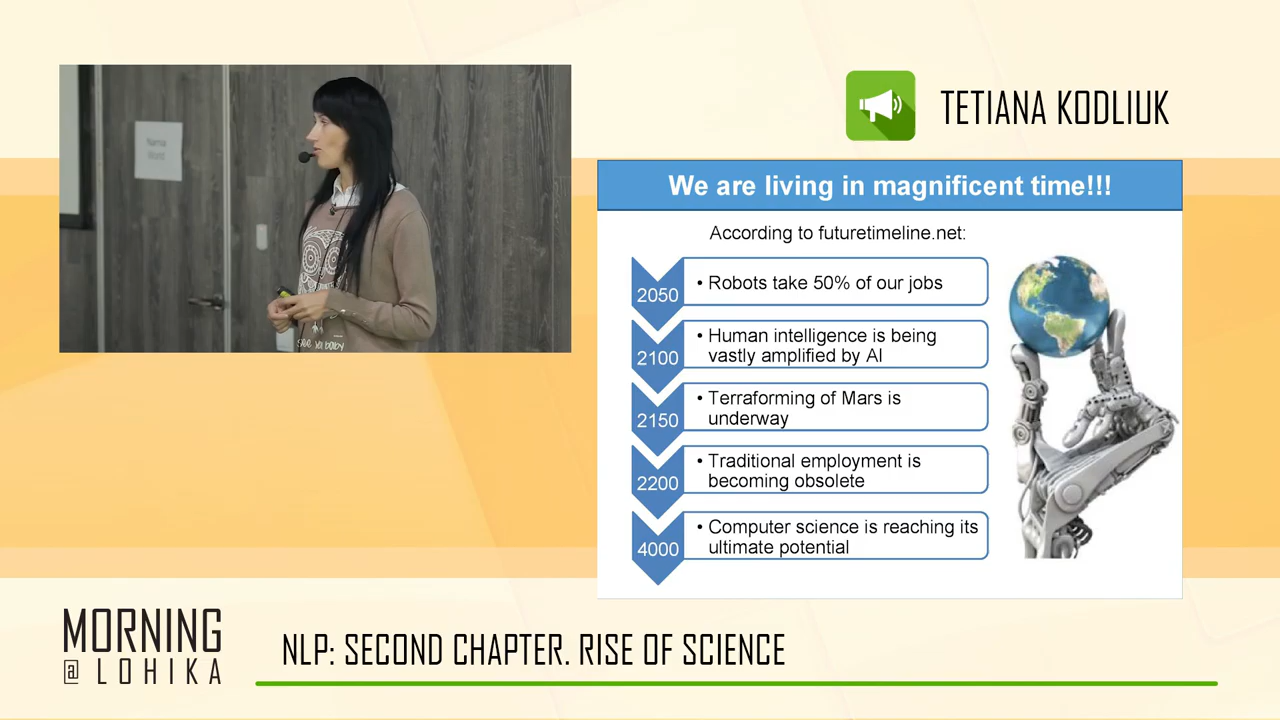 TETIANA KODLIUK
We are living in magnificent time!!!
According to futuretimeline.net:
2050
• Robots take 50% of our jobs
2100
• Human intelligence is being
vastly amplified by AI
2150
• Terraforming of Mars is
underway
2200
• Traditional employment is
becoming obsolete
4000
• Computer science is reaching its
ultimate potential
MORNING
@ LOHIKA
NLP: SECOND CHAPTER. RISE OF SCIENCE